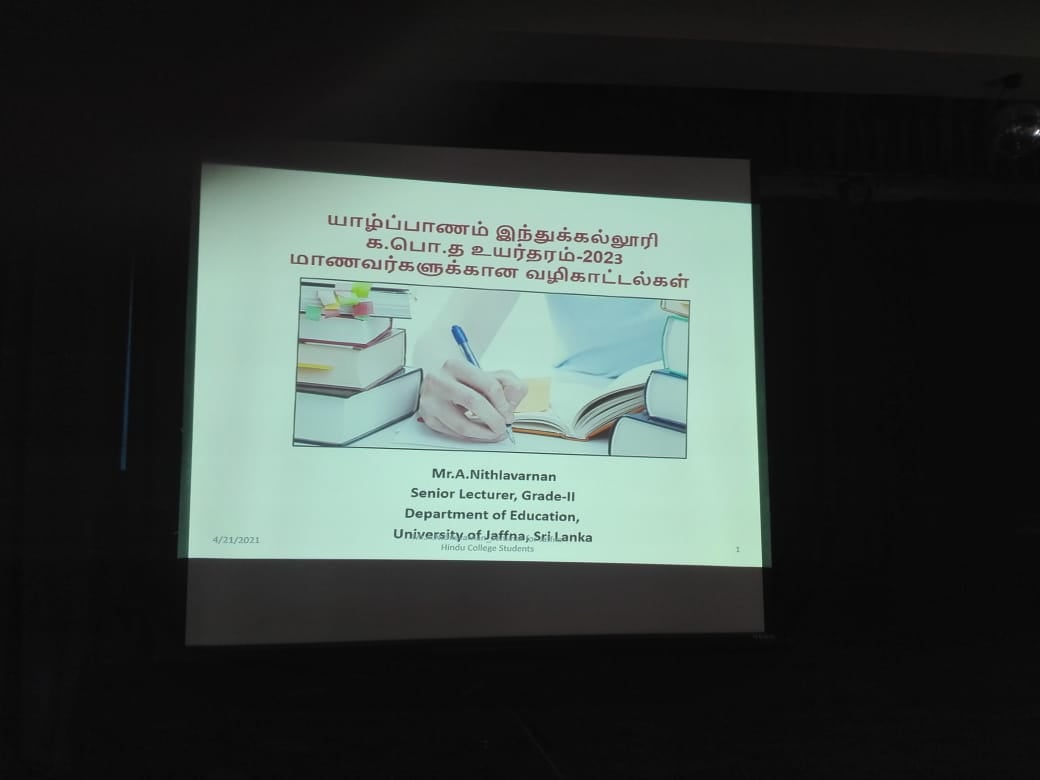 யாழ்ப்பாணம் இந்துக்கல்லூரி
க.பொ.த உயர்தரம்-2023
மாணவர்களுக்கான வழிகாட்டல்கள்
Mr.A.Nithlavarnan
Senior Lecturer, Grade-II
Department of Education,
University of Jaffna, Sri Lanka
4/21/2021
Hindu College Students
1